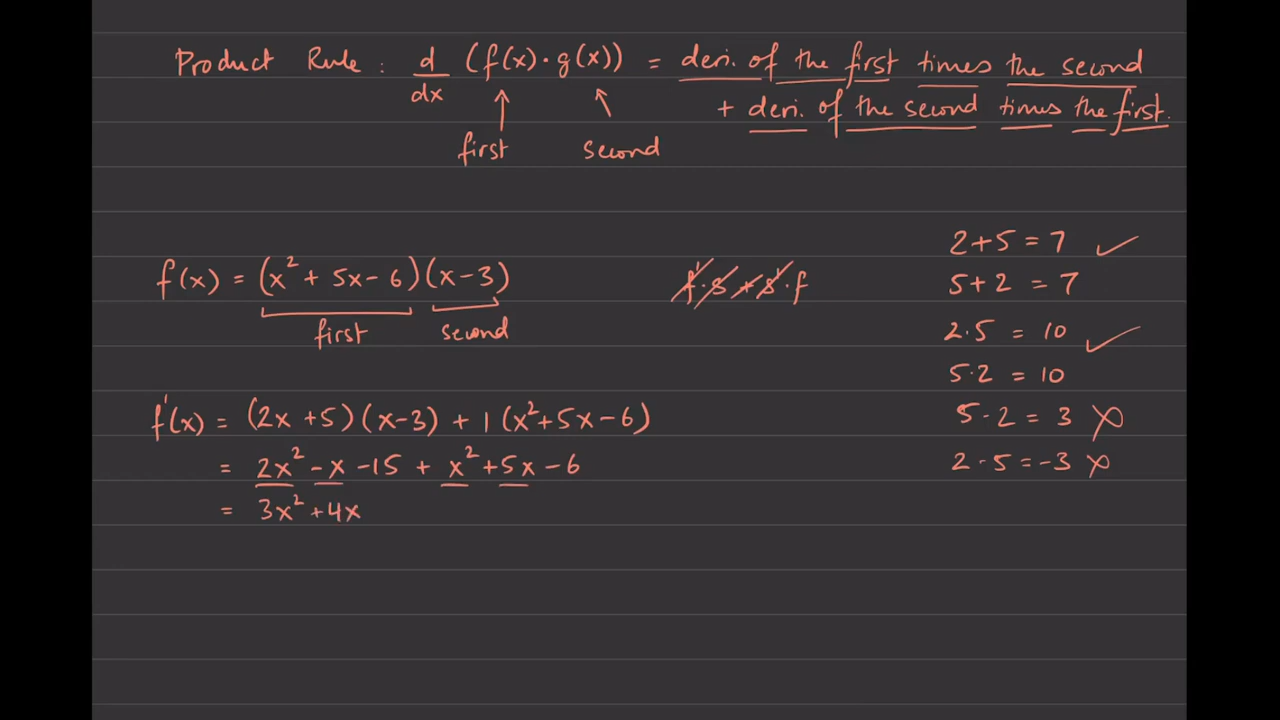 Product Rule : d/dx (f(x) · g(x)) = deri. of the first times the second
+ deri. of the second times the first.
first second
2+5 = 7 ✓
f(x) = (x² + 5x - 6)(x - 3) f'·S + S'·f
5+2 = 7
first second
2·5 = 10 ✓
5·2 = 10
f'(x) = (2x + 5)(x-3) + 1 (x²+5x-6)
5 - 2 = 3 ✗
= 2x² - x - 15 + x² + 5x - 6
2 - 5 = -3 ✗
= 3x² + 4x